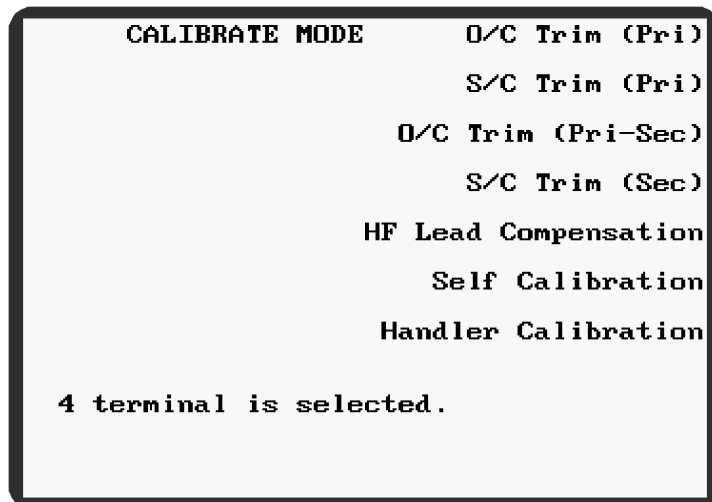 CALIBRATE MODE O/C Trim (Pri)
S/C Trim (Pri)
O/C Trim (Pri-Sec)
S/C Trim (Sec)
HF Lead Compensation
Self Calibration
Handler Calibration
4 terminal is selected.